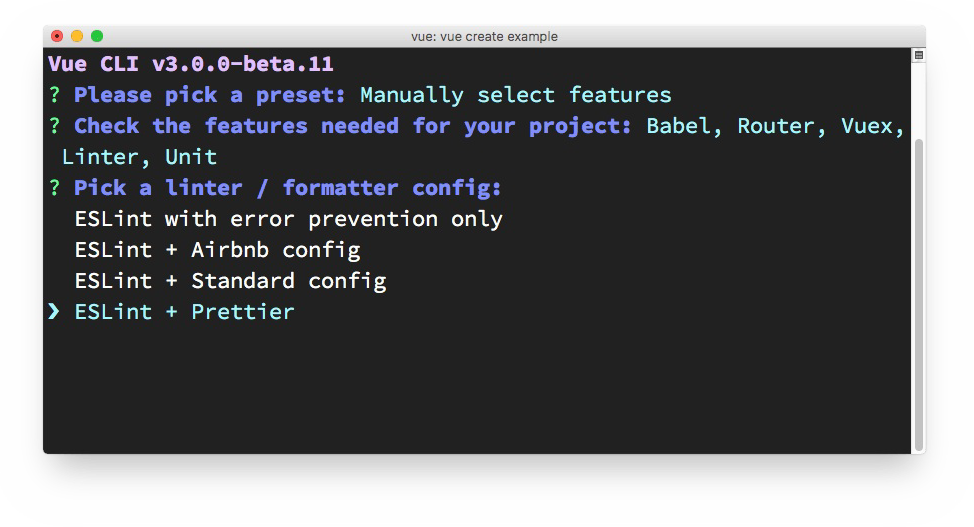 vue: vue create example
Vue CLI v3.0.0-beta.11
? Please pick a preset: Manually select features
? Check the features needed for your project: Babel, Router, Vuex,
Linter, Unit
? Pick a linter / formatter config:
ESLint with error prevention only
ESLint + Airbnb config
ESLint + Standard config
❯ ESLint + Prettier